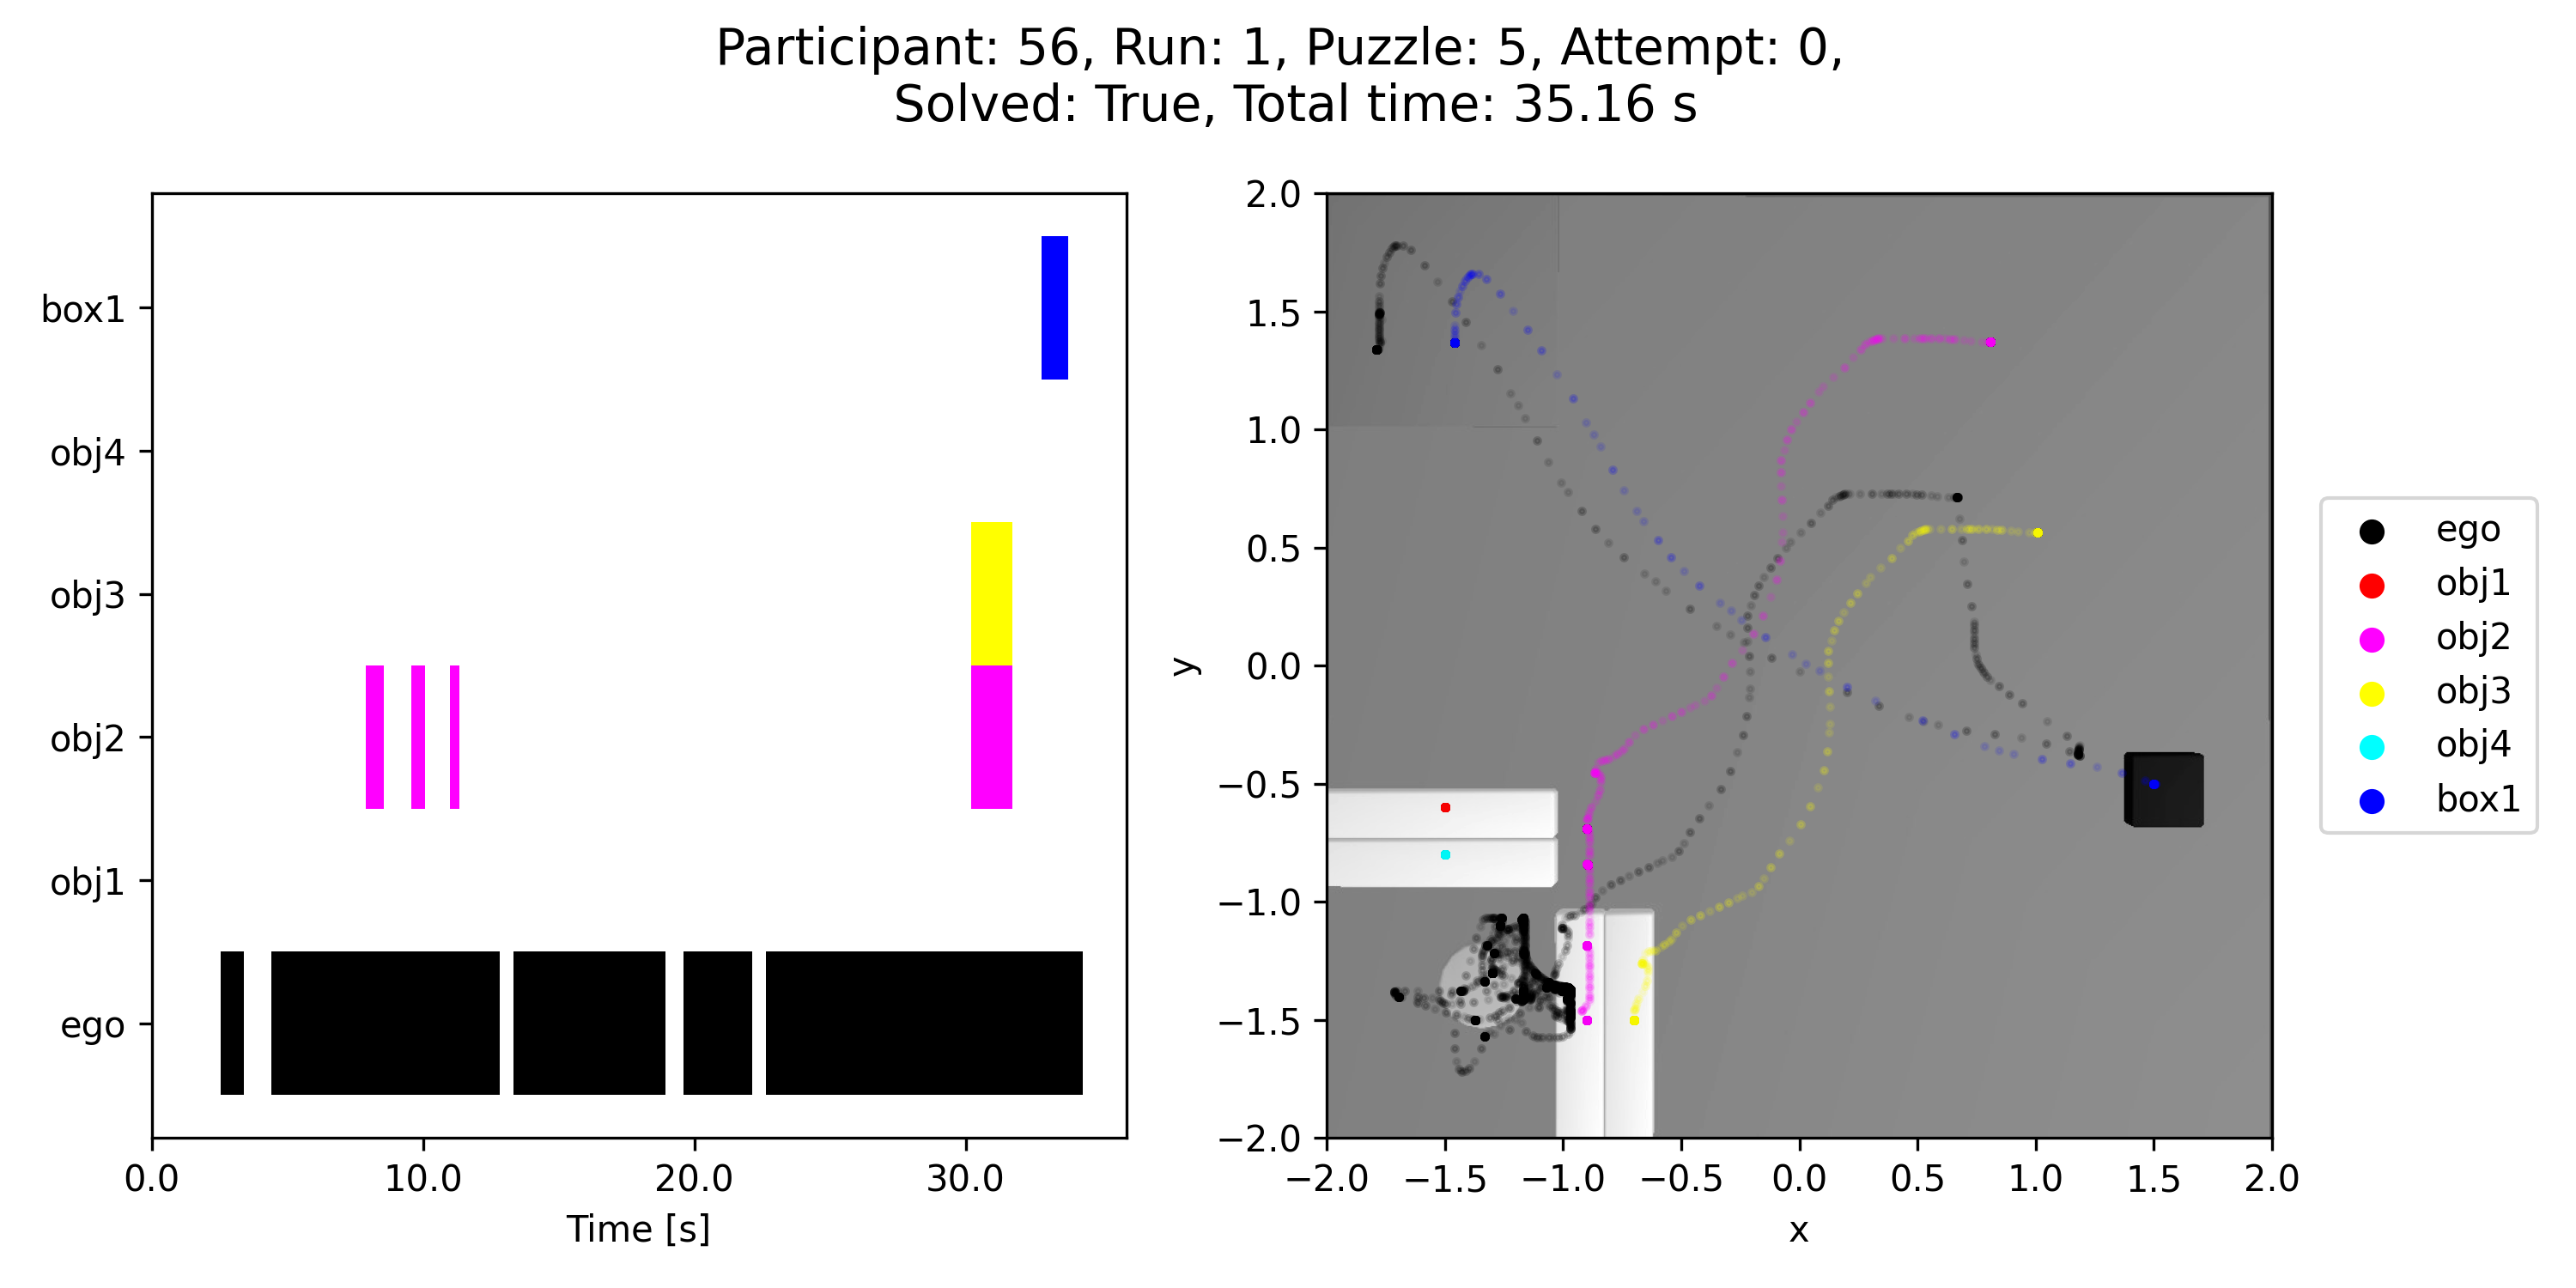 Participant: 56, Run: 1, Puzzle: 5, Attempt: 0,
Solved: True, Total time: 35.16 s
box1
obj4
obj3
obj2
obj1
ego
0.0 10.0 20.0 30.0
Time [s]
2.0
1.5
1.0
0.5
0.0
−0.5
−1.0
−1.5
−2.0
y
−2.0 −1.5 −1.0 −0.5 0.0 0.5 1.0 1.5 2.0
x
ego
obj1
obj2
obj3
obj4
box1